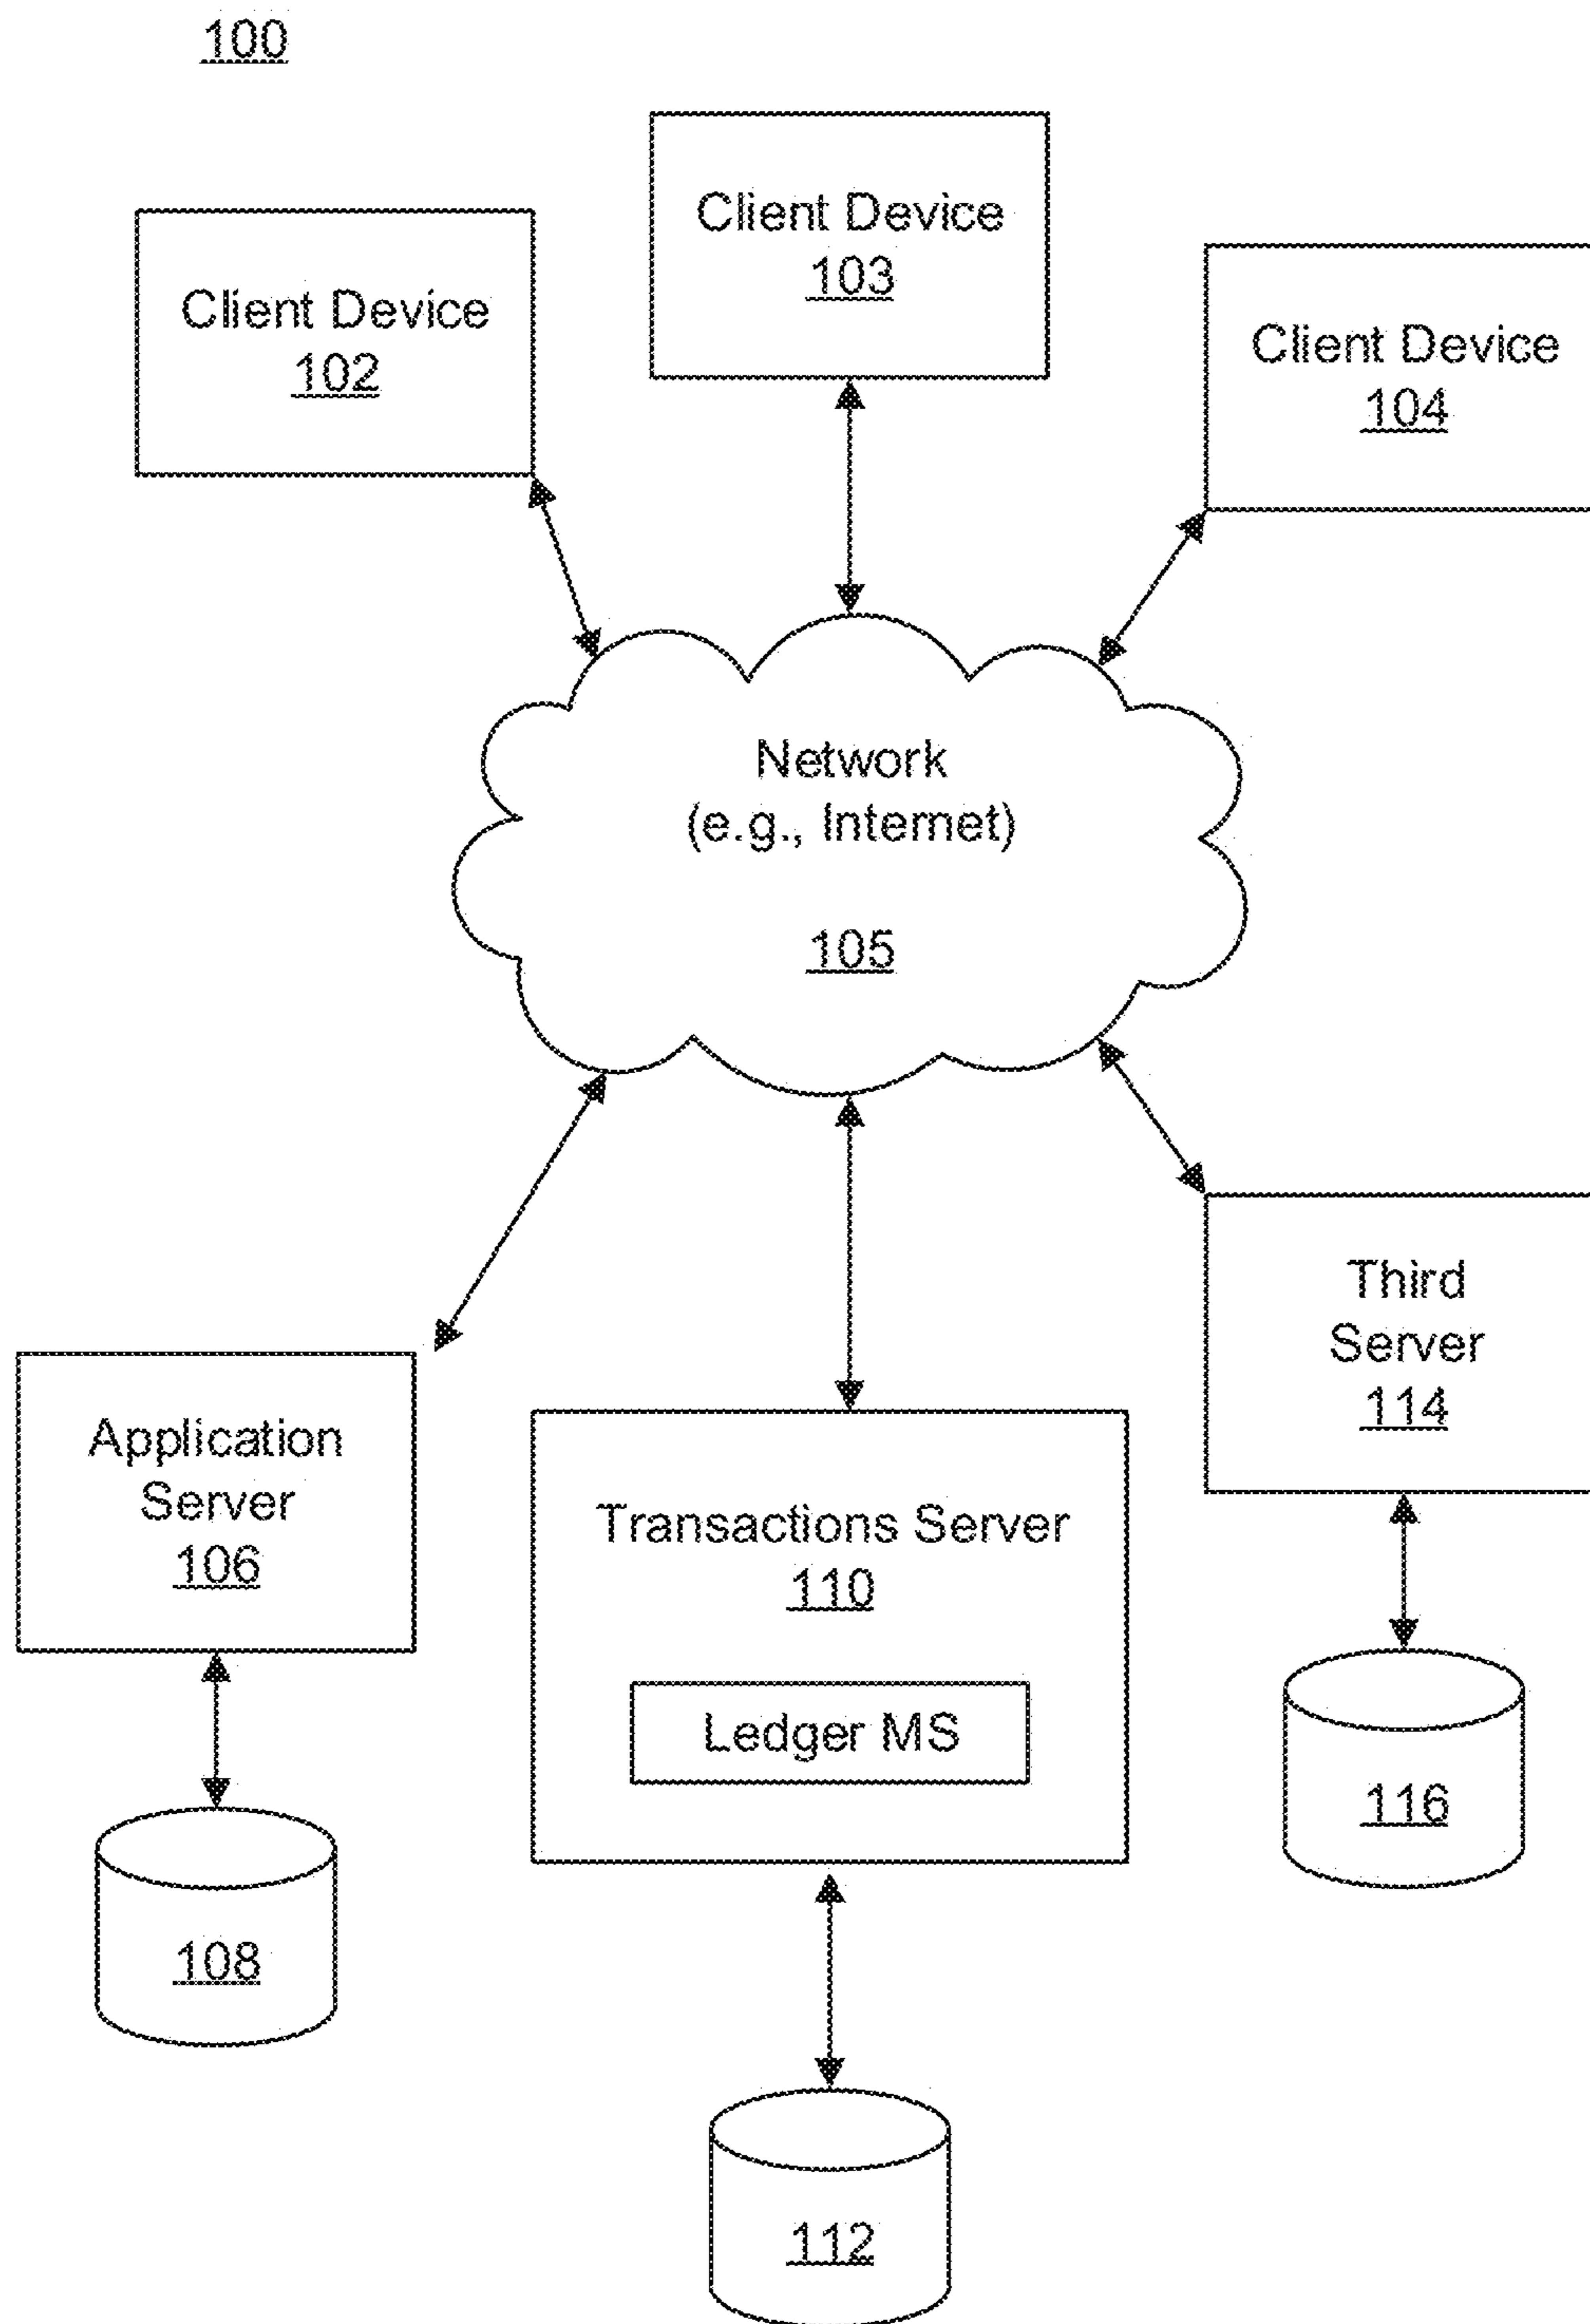 100
Client Device
103
Client Device
102
Client Device
104
Network
(e.g., Internet)
105
Third
Server
114
Application
Server
106
Transactions Server
110
Ledger MS
116
108
112